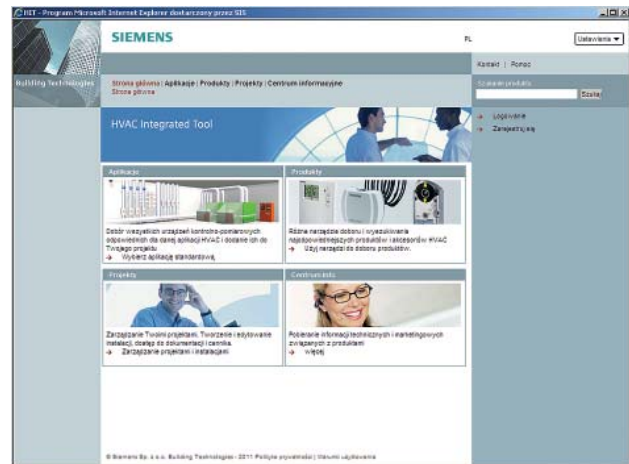 HIT - Program Microsoft Internet Explorer dostarczony przez SIS
SIEMENS
PL
Ustawienia
Kontakt | Pomoc
Building Technologies
Strona główna | Aplikacje | Produkty | Projekty | Centrum informacyjne
Strona główna
Szukanie produktu
Szukaj
Logowanie
Zarejestruj się
HVAC Integrated Tool
Aplikacje
Dobór wszystkich urządzeń kontrolno-pomiarowych
odpowiednich dla danej aplikacji HVAC i dodanie ich do
Twojego projektu
Wybierz aplikację standardową
Produkty
Różne narzędzia doboru i wyszukiwania
najodpowiedniejszych produktów i akcesoriów HVAC
Użyj narzędzi do doboru produktów.
Projekty
Zarządzanie Twoimi projektami. Tworzenie i edytowanie
instalacji, dostęp do dokumentacji i cennika.
Zarządzanie projektami i instalacjami
Centrum info
Pobieranie informacji technicznych i marketingowych
związanych z produktami
więcej
© Siemens Sp. z o.o. Building Technologies - 2011 Polityka prywatności | Warunki użytkowania